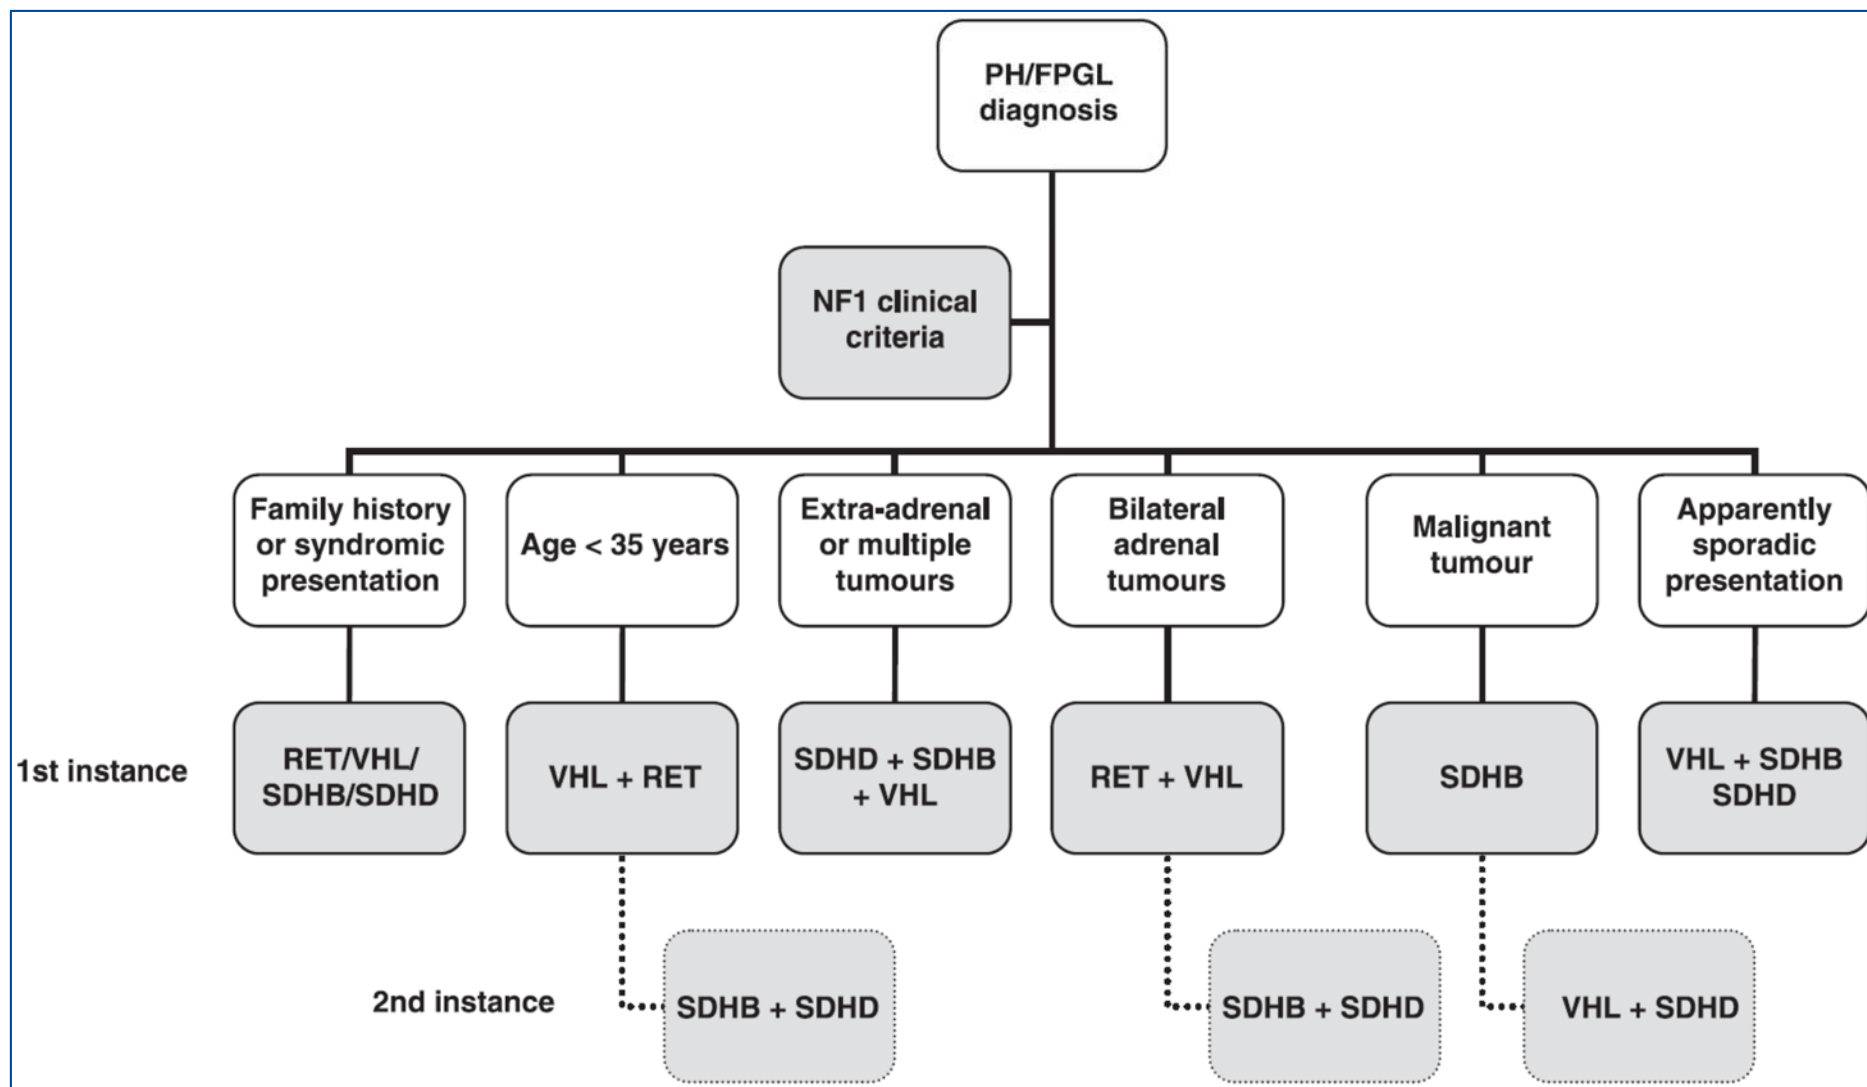 PH/FPGL
diagnosis
NF1 clinical
criteria
Family history
or syndromic
presentation
Age < 35 years
Extra-adrenal
or multiple
tumours
Bilateral
adrenal
tumours
Malignant
tumour
Apparently
sporadic
presentation
1st instance
RET/VHL/
SDHB/SDHD
VHL + RET
SDHD + SDHB
+ VHL
RET + VHL
SDHB
VHL + SDHB
SDHD
2nd instance
SDHB + SDHD
SDHB + SDHD
VHL + SDHD